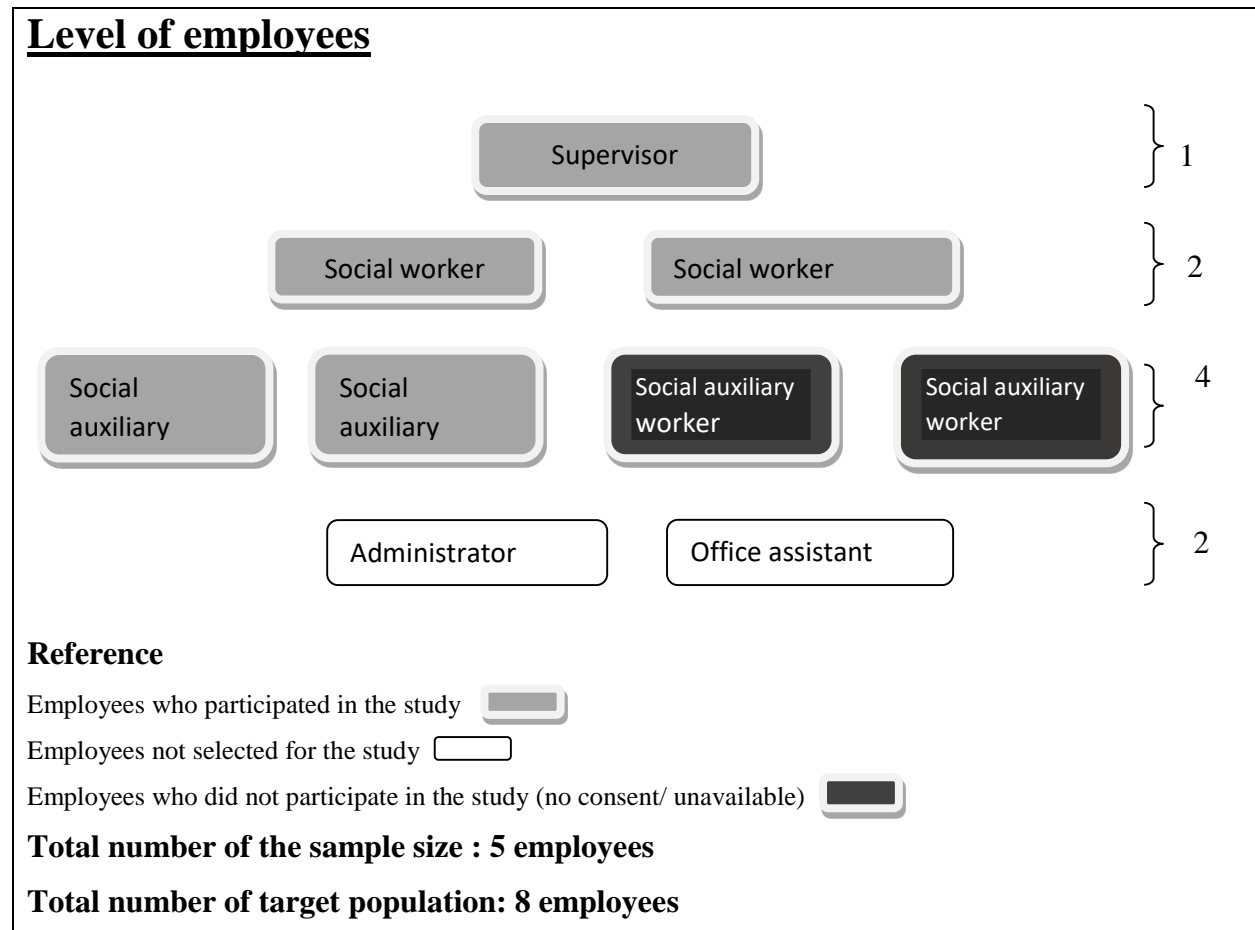 Level of employees
Supervisor
1
Social worker
Social worker
2
Social
auxiliary
Social
auxiliary
Social auxiliary
worker
Social auxiliary
worker
4
Administrator
Office assistant
2
Reference
Employees who participated in the study
Employees not selected for the study
Employees who did not participate in the study (no consent/ unavailable)
Total number of the sample size : 5 employees
Total number of target population: 8 employees